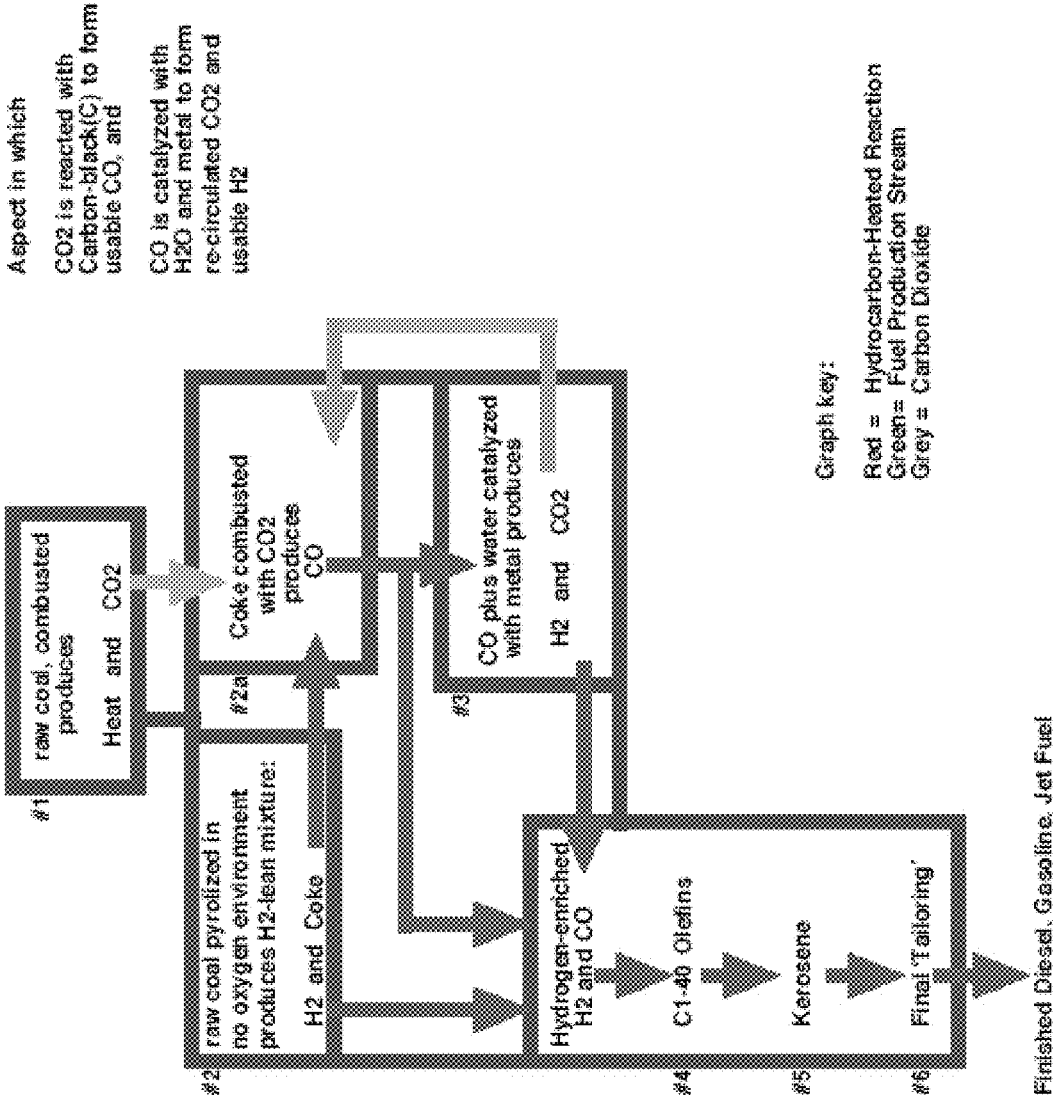 Aspect in which
CO2 is reacted with
Carbon-black(C) to form
usable CO, and
CO is catalyzed with
H2O and metal to form
re-circulated CO2 and
usable H2
#1
raw coal, combusted
produces
Heat and CO2
#2
raw coal pyrolized in
no oxygen environment
produces H2-lean mixture:
H2 and Coke
#2a
Coke combusted
with CO2
produces
CO
#3
CO plus water catalyzed
with metal produces
H2 and CO2
Hydrogen-enriched
H2 and CO
#4
C1-40 Olefins
#5
Kerosene
#6
Final 'Tailoring'
Finished Diesel, Gasoline, Jet Fuel
Graph key:
Red = Hydrocarbon-Heated Reaction
Green= Fuel Production Stream
Grey = Carbon Dioxide